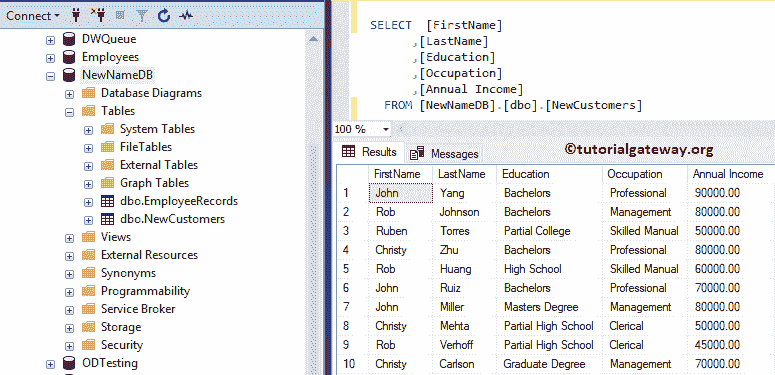 Connect
DWQueue
Employees
NewNameDB
Database Diagrams
Tables
System Tables
FileTables
External Tables
Graph Tables
dbo.EmployeeRecords
dbo.NewCustomers
Views
External Resources
Synonyms
Programmability
Service Broker
Storage
Security
ODTesting
SELECT [FirstName]
,[LastName]
,[Education]
,[Occupation]
,[Annual Income]
FROM [NewNameDB].[dbo].[NewCustomers]
100 %
Results Messages
©tutorialgateway.org
FirstName LastName Education Occupation Annual Income
1 John Yang Bachelors Professional 90000.00
2 Rob Johnson Bachelors Management 80000.00
3 Ruben Torres Partial College Skilled Manual 50000.00
4 Christy Zhu Bachelors Professional 80000.00
5 Rob Huang High School Skilled Manual 60000.00
6 John Ruiz Bachelors Professional 70000.00
7 John Miller Masters Degree Management 80000.00
8 Christy Mehta Partial High School Clerical 50000.00
9 Rob Verhoff Partial High School Clerical 45000.00
10 Christy Carlson Graduate Degree Management 70000.00